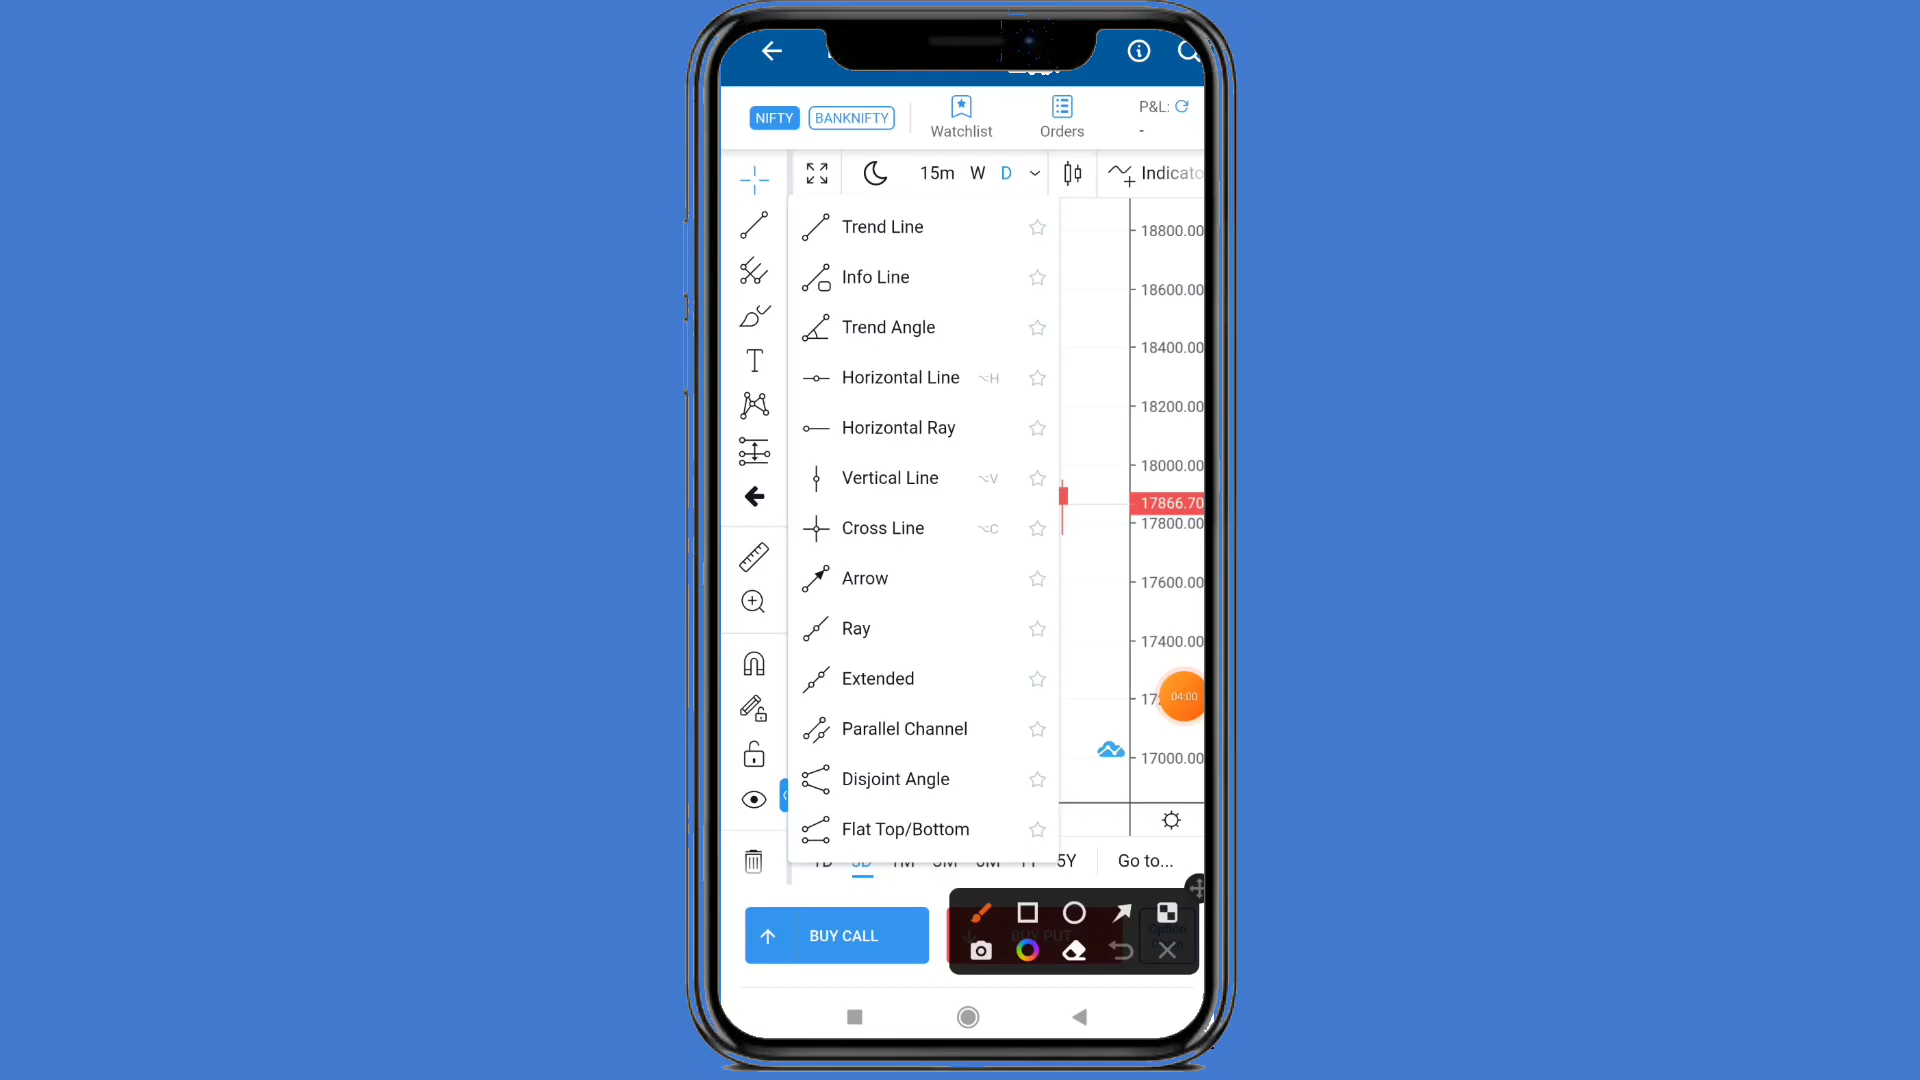 NIFTY BANKNIFTY Watchlist Orders P&L:
-
15m W D Indicato
Trend Line
Info Line
Trend Angle
Horizontal Line ⌥H
Horizontal Ray
Vertical Line ⌥V
Cross Line ⌥C
Arrow
Ray
Extended
Parallel Channel
Disjoint Angle
Flat Top/Bottom
18800.00
18600.00
18400.00
18200.00
18000.00
17866.70
17800.00
17600.00
17400.00
04:00
17000.00
5Y Go to...
BUY CALL BUY PUT Option